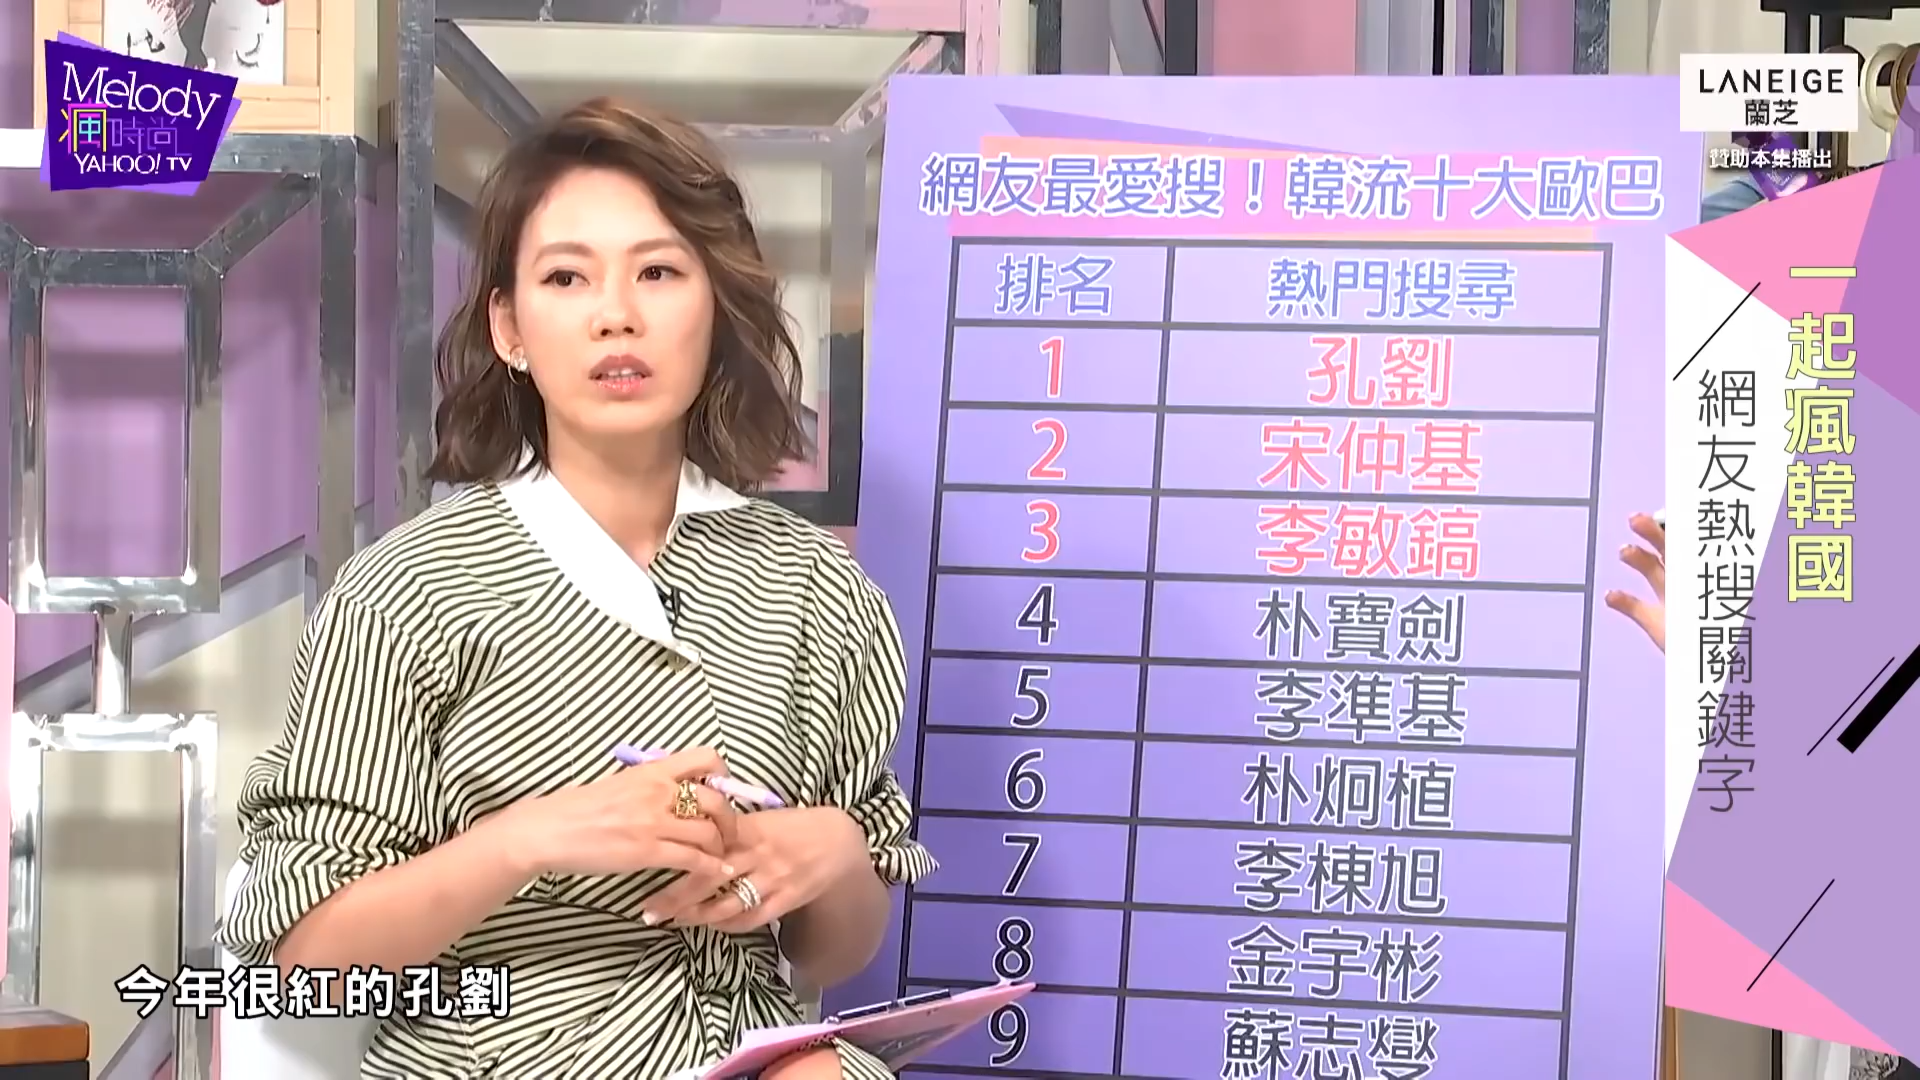 Melody
瘋時尚
YAHOO! TV
LANEIGE
蘭芝
贊助本集播出
網友最愛搜！韓流十大歐巴
排名 熱門搜尋
1 孔劉
2 宋仲基
3 李敏鎬
4 朴寶劍
5 李準基
6 朴炯植
7 李棟旭
8 金宇彬
9 蘇志燮
一起瘋韓國
網友熱搜關鍵字
今年很紅的孔劉